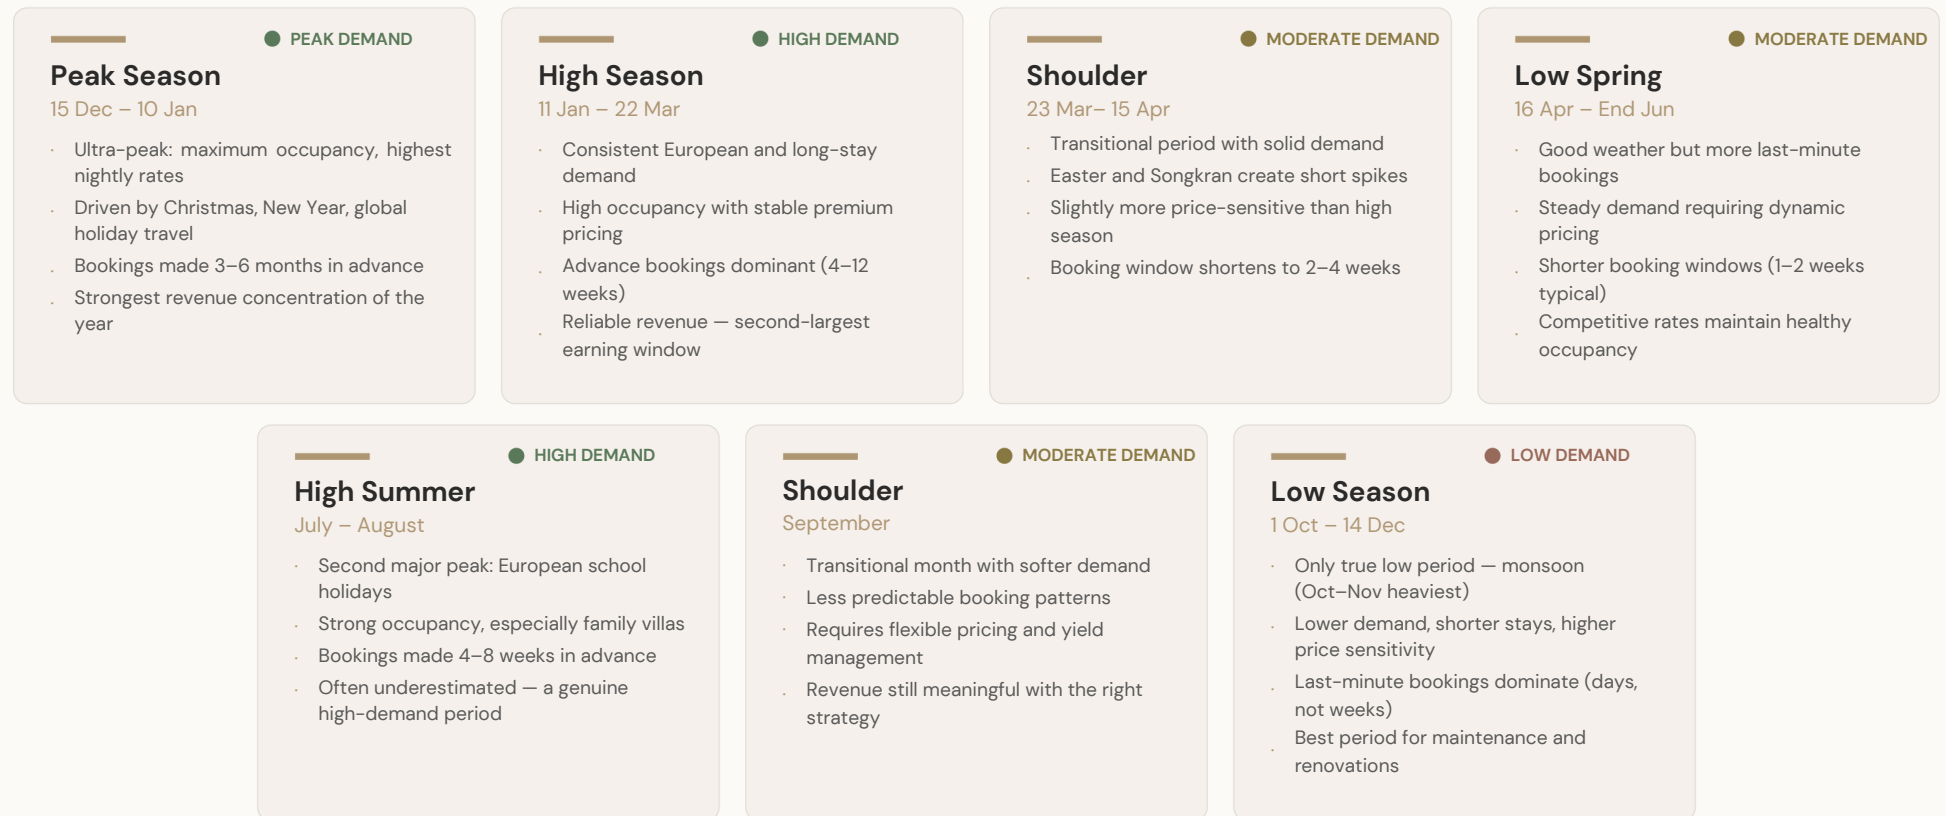 PEAK DEMAND
Peak Season
15 Dec – 10 Jan
· Ultra-peak: maximum occupancy, highest
nightly rates
· Driven by Christmas, New Year, global
holiday travel
· Bookings made 3–6 months in advance
· Strongest revenue concentration of the
year
HIGH DEMAND
High Season
11 Jan – 22 Mar
· Consistent European and long-stay
demand
· High occupancy with stable premium
pricing
· Advance bookings dominant (4–12
weeks)
· Reliable revenue — second-largest
earning window
MODERATE DEMAND
Shoulder
23 Mar– 15 Apr
· Transitional period with solid demand
· Easter and Songkran create short spikes
· Slightly more price-sensitive than high
season
· Booking window shortens to 2–4 weeks
MODERATE DEMAND
Low Spring
16 Apr – End Jun
· Good weather but more last-minute
bookings
· Steady demand requiring dynamic
pricing
· Shorter booking windows (1–2 weeks
typical)
· Competitive rates maintain healthy
occupancy
HIGH DEMAND
High Summer
July – August
· Second major peak: European school
holidays
· Strong occupancy, especially family villas
· Bookings made 4–8 weeks in advance
· Often underestimated — a genuine
high-demand period
MODERATE DEMAND
Shoulder
September
· Transitional month with softer demand
· Less predictable booking patterns
· Requires flexible pricing and yield
management
· Revenue still meaningful with the right
strategy
LOW DEMAND
Low Season
1 Oct – 14 Dec
· Only true low period — monsoon
(Oct–Nov heaviest)
· Lower demand, shorter stays, higher
price sensitivity
· Last-minute bookings dominate (days,
not weeks)
· Best period for maintenance and
renovations